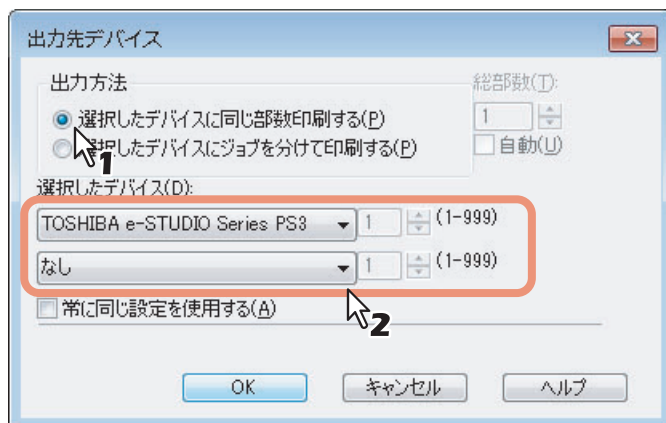 出力先デバイス
出力方法
選択したデバイスに同じ部数印刷する(P)
選択したデバイスにジョブを分けて印刷する(P)
総部数(T):
1
自動(U)
1
選択したデバイス(D):
TOSHIBA e-STUDIO Series PS3 1 (1-999)
なし 1 (1-999)
常に同じ設定を使用する(A)
2
OK キャンセル ヘルプ